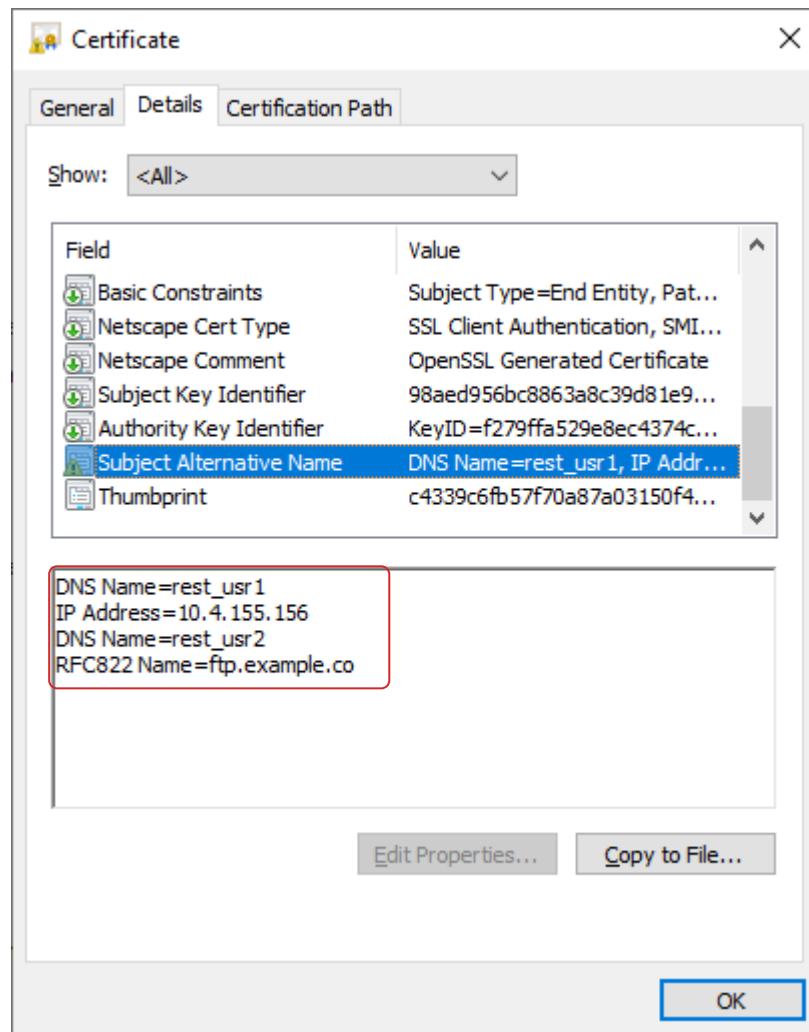 Certificate
General Details Certification Path
Show: <All>
Field Value
Basic Constraints Subject Type=End Entity, Pat...
Netscape Cert Type SSL Client Authentication, SMI...
Netscape Comment OpenSSL Generated Certificate
Subject Key Identifier 98aed956bc8863a8c39d81e9...
Authority Key Identifier KeyID=f279ffa529e8ec4374c...
Subject Alternative Name DNS Name=rest_usr1, IP Addr...
Thumbprint c4339c6fb57f70a87a03150f4...
DNS Name=rest_usr1
IP Address=10.4.155.156
DNS Name=rest_usr2
RFC822 Name=ftp.example.co
Edit Properties... Copy to File...
OK